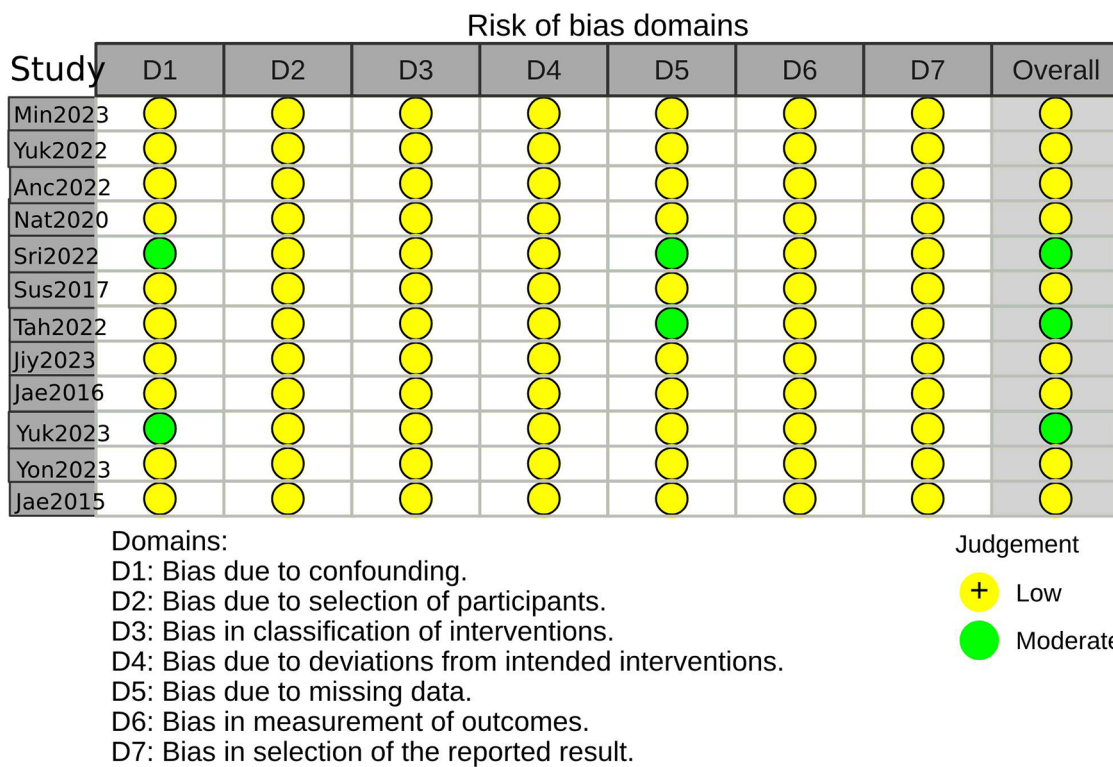 Risk of bias domains
Study D1 D2 D3 D4 D5 D6 D7 Overall
Min2023
Yuk2022
Anc2022
Nat2020
Sri2022
Sus2017
Tah2022
Jiy2023
Jae2016
Yuk2023
Yon2023
Jae2015
Domains:
D1: Bias due to confounding.
D2: Bias due to selection of participants.
D3: Bias in classification of interventions.
D4: Bias due to deviations from intended interventions.
D5: Bias due to missing data.
D6: Bias in measurement of outcomes.
D7: Bias in selection of the reported result.
Judgement
+ Low
Moderate